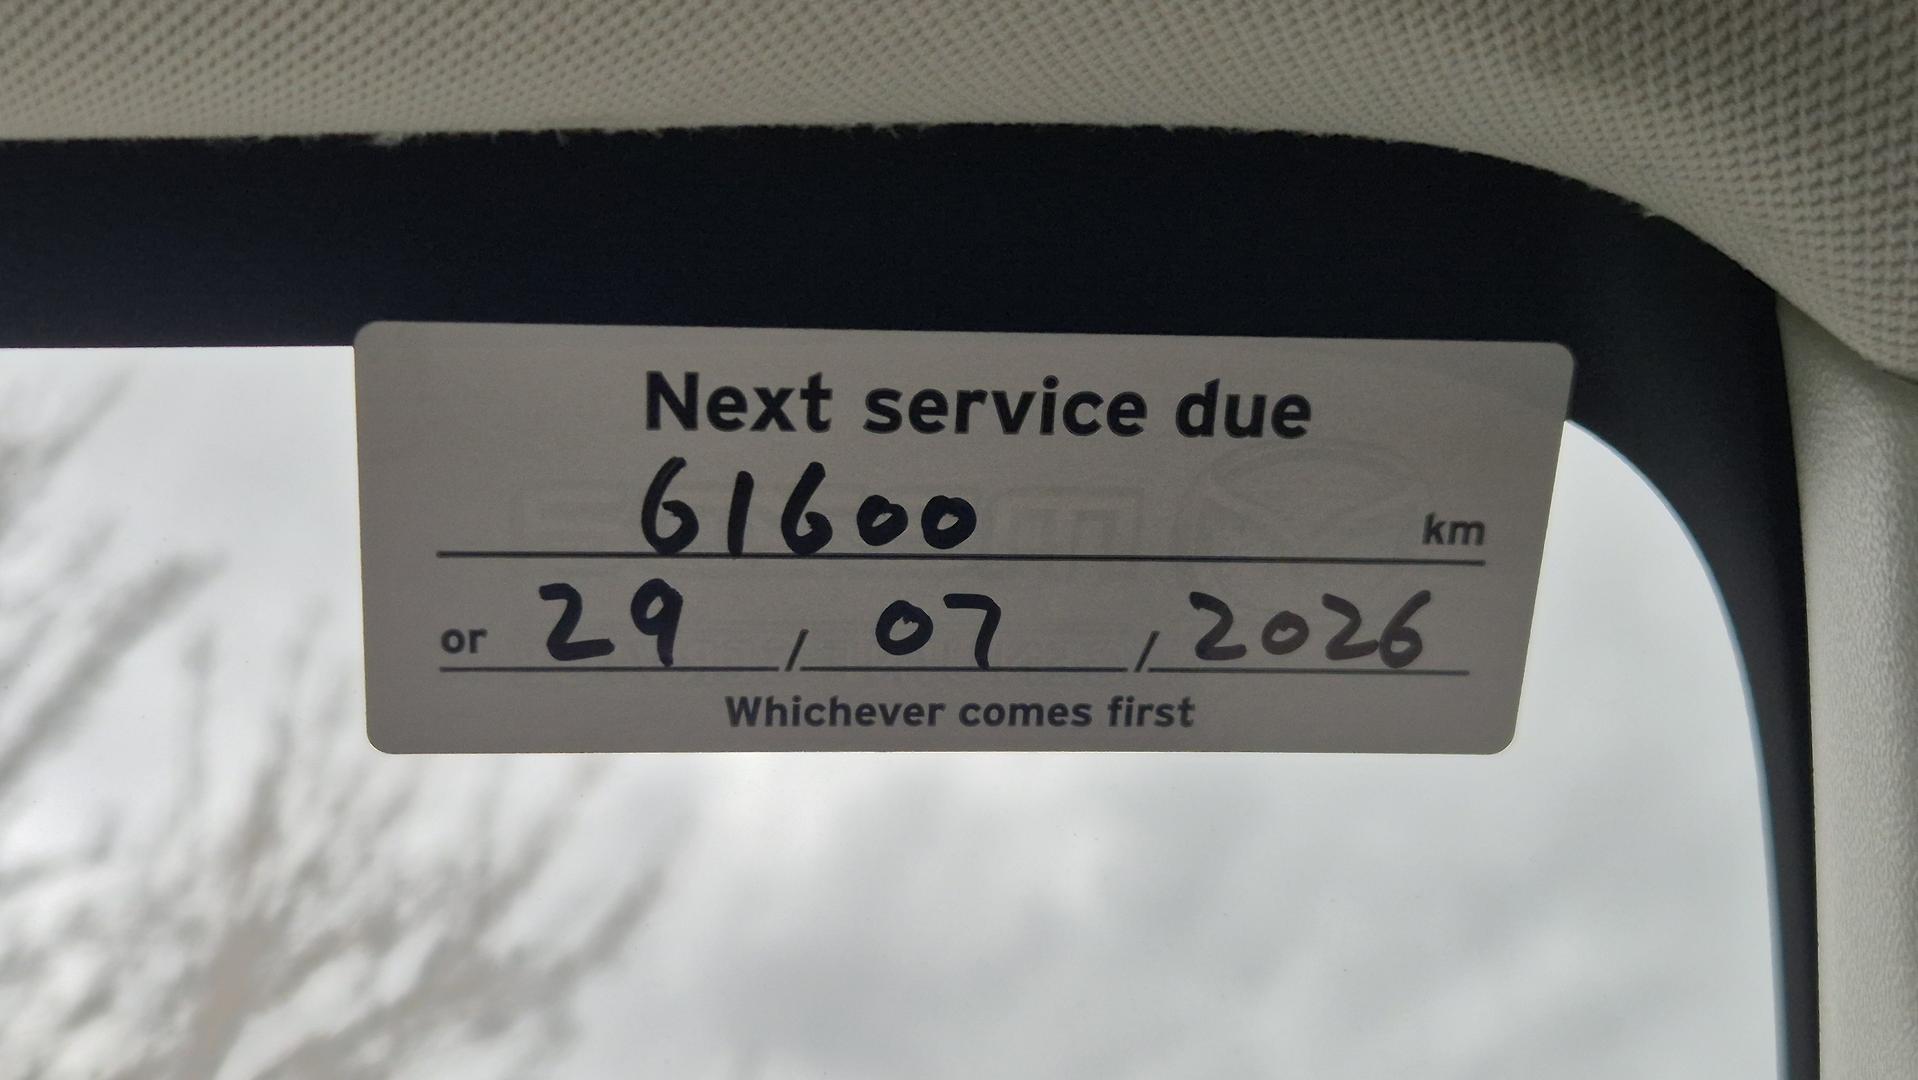 Next service due
61600 km
or 29 / 07 / 2026
Whichever comes first